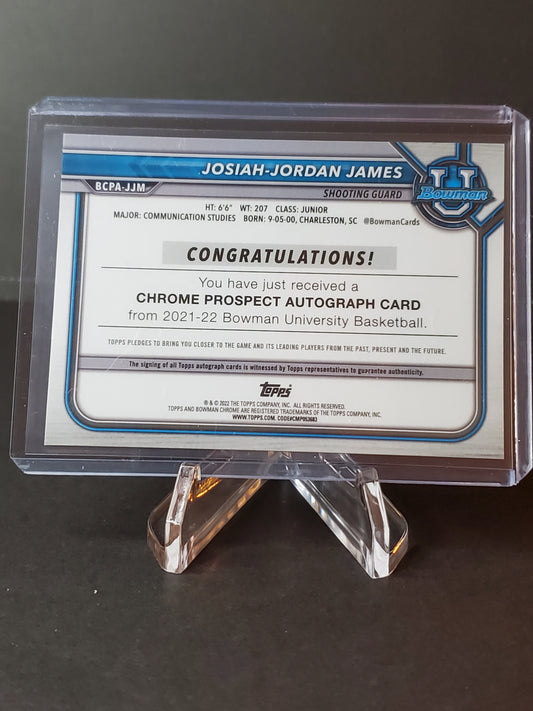 JOSIAH-JORDAN JAMES
BCPA-JJM
SHOOTING GUARD
U
Bowman
HT: 6'6" WT: 207 CLASS: JUNIOR
MAJOR: COMMUNICATION STUDIES BORN: 9-05-00, CHARLESTON, SC @BowmanCards
CONGRATULATIONS!
You have just received a
CHROME PROSPECT AUTOGRAPH CARD
from 2021-22 Bowman University Basketball.
TOPPS PLEDGES TO BRING YOU CLOSER TO THE GAME AND ITS LEADING PLAYERS FROM THE PAST, PRESENT AND THE FUTURE.
The signing of all Topps autograph cards is witnessed by Topps representatives to guarantee authenticity.
Topps
® & © 2022 THE TOPPS COMPANY, INC. ALL RIGHTS RESERVED.
TOPPS AND BOWMAN CHROME ARE REGISTERED TRADEMARKS OF THE TOPPS COMPANY, INC.
WWW.TOPPS.COM. CODE#CMP953683